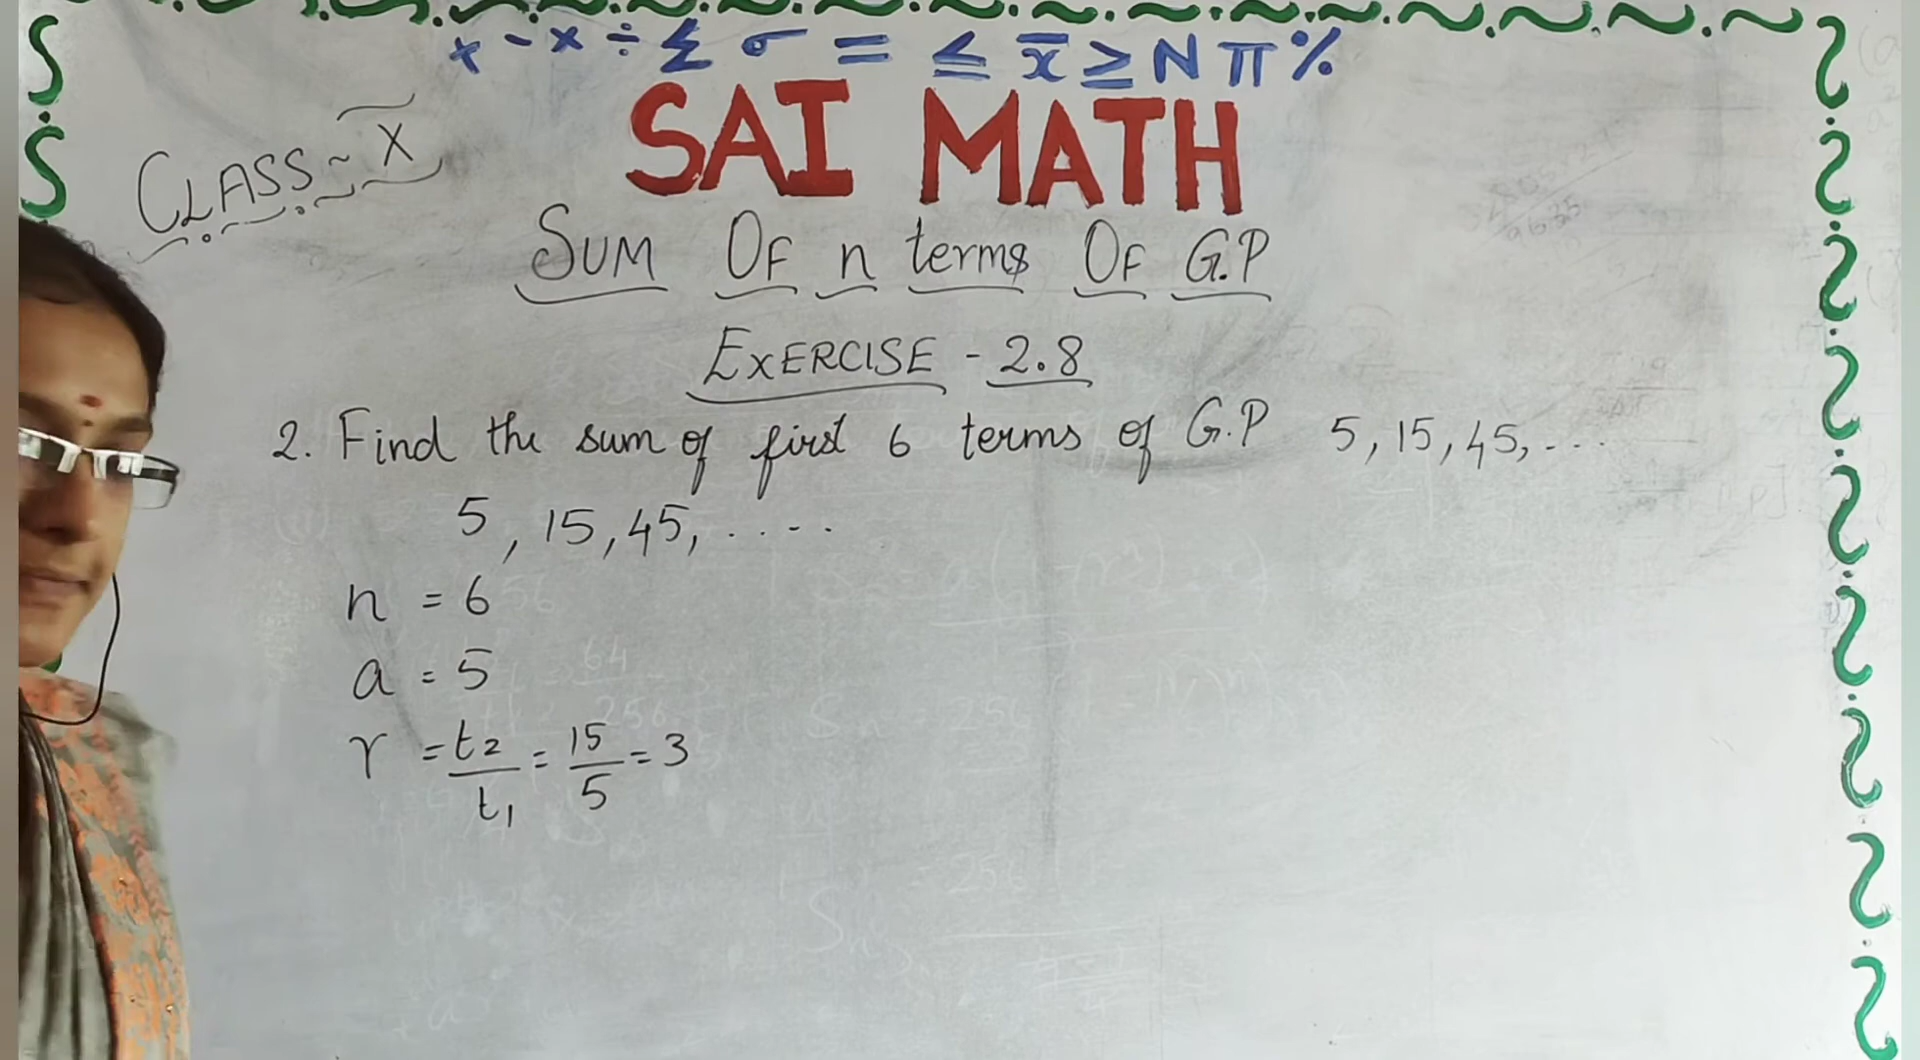 + - × ÷ Σ σ = ≤ x̄ ≥ N π %
SAI MATH
CLASS - X
SUM OF n terms OF G.P
EXERCISE - 2.8
2. Find the sum of first 6 terms of G.P 5, 15, 45, ...
5, 15, 45, .....
n = 6
a = 5
r = t2/t1 = 15/5 = 3